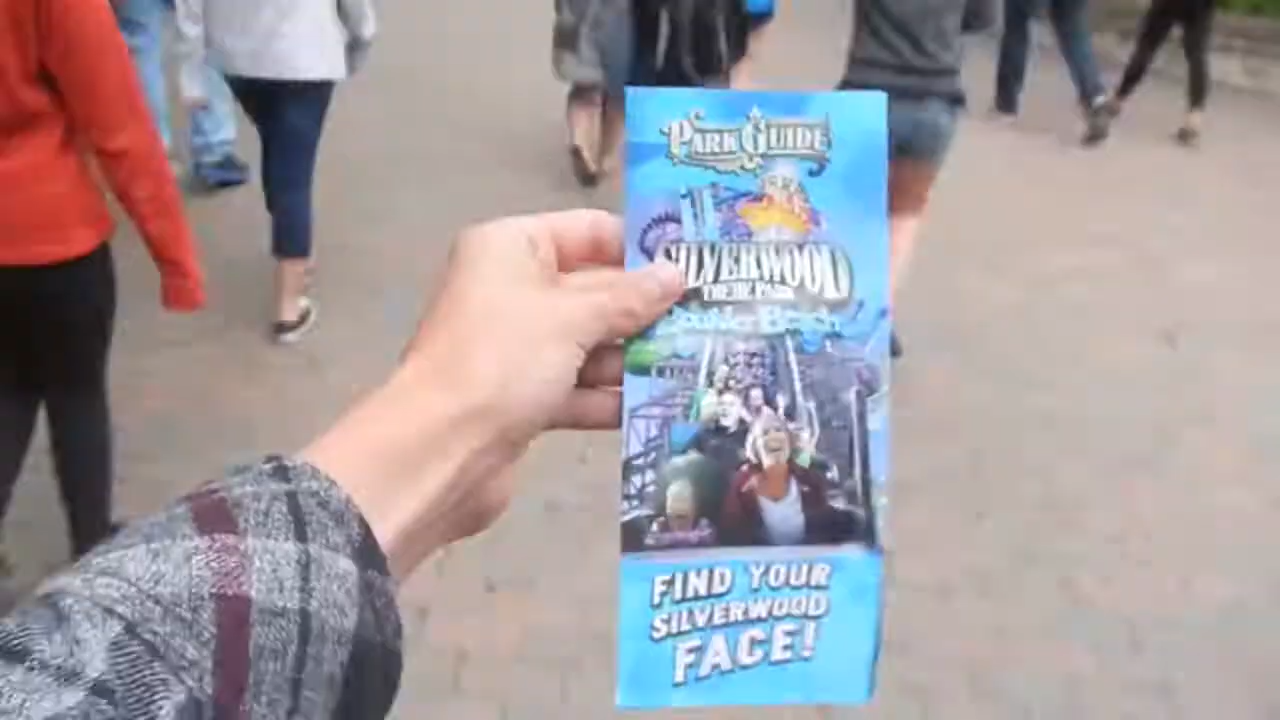 PARK GUIDE
SILVERWOOD
THEME PARK
Boulder Beach
FIND YOUR
SILVERWOOD
FACE!